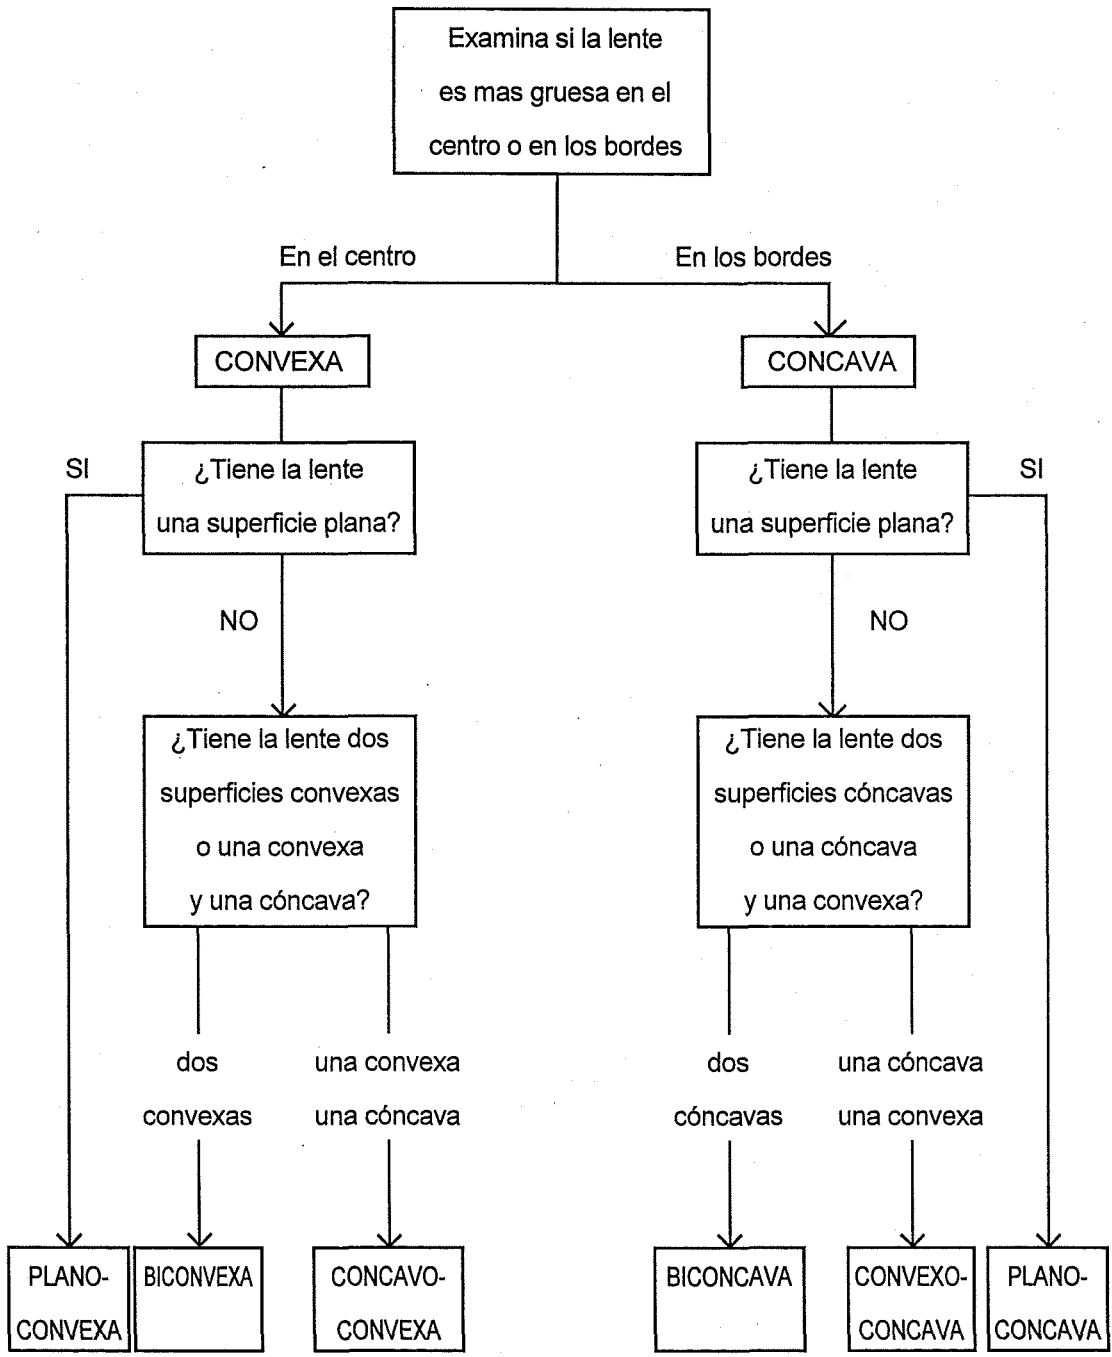 Examina si la lente
es mas gruesa en el
centro o en los bordes
En el centro
En los bordes
CONVEXA
CONCAVA
SI
¿Tiene la lente
una superficie plana?
¿Tiene la lente
una superficie plana?
SI
NO
NO
¿Tiene la lente dos
superficies convexas
o una convexa
y una cóncava?
¿Tiene la lente dos
superficies cóncavas
o una cóncava
y una convexa?
dos
convexas
una convexa
una cóncava
dos
cóncavas
una cóncava
una convexa
PLANO-
CONVEXA
BICONVEXA
CONCAVO-
CONVEXA
BICONCAVA
CONVEXO-
CONCAVA
PLANO-
CONCAVA